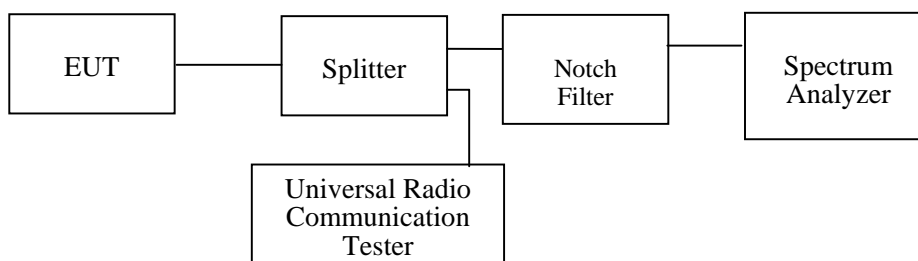 EUT
Splitter
Notch
Filter
Spectrum
Analyzer
Universal Radio
Communication
Tester